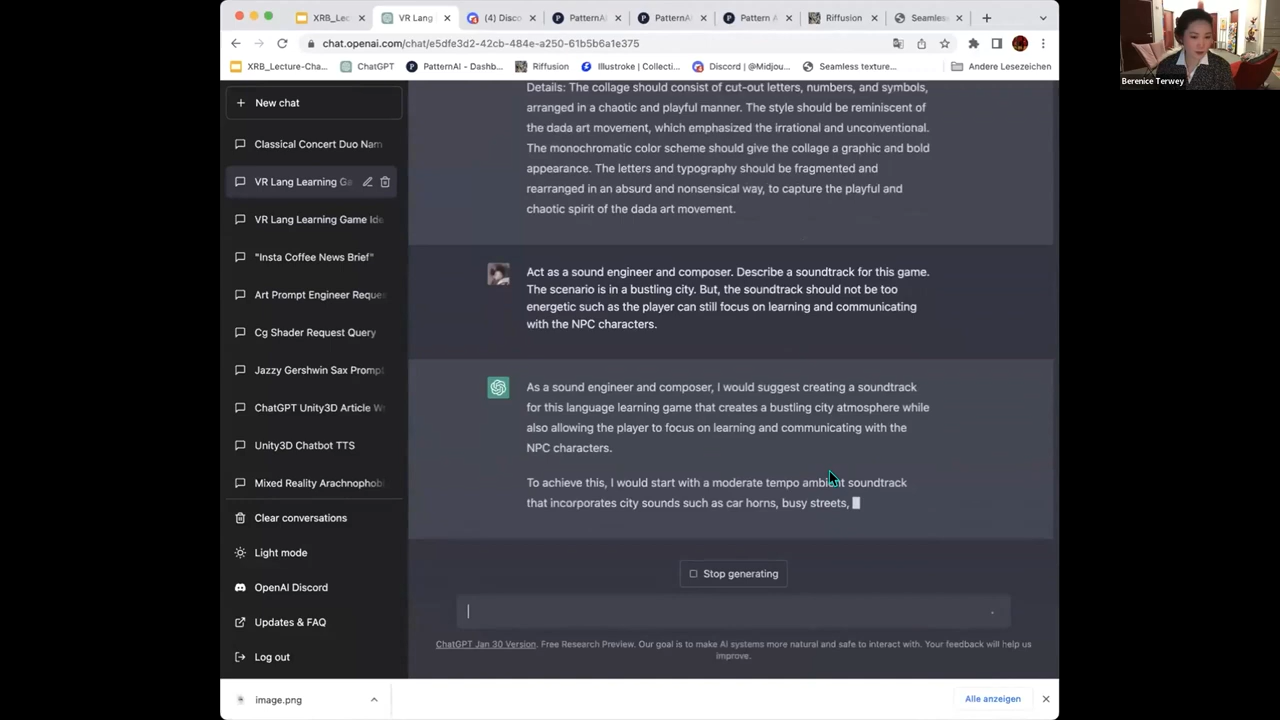 XRB_Lec
VR Lang
(4) Disco
PatternAI
PatternAI
Pattern A
Riffusion
Seamless
chat.openai.com/chat/e5dfe3d2-42cb-484e-a250-61b5b6a1e375
XRB_Lecture-Cha...
ChatGPT
PatternAI - Dashb...
Riffusion
Illustroke | Collecti...
Discord | @Midjou...
Seamless texture...
Andere Lesezeichen
Berenice Terwey
New chat
Classical Concert Duo Nam
VR Lang Learning Ga
VR Lang Learning Game Ide
"Insta Coffee News Brief"
Art Prompt Engineer Reque
Cg Shader Request Query
Jazzy Gershwin Sax Prompt
ChatGPT Unity3D Article W
Unity3D Chatbot TTS
Mixed Reality Arachnophob
Clear conversations
Light mode
OpenAI Discord
Updates & FAQ
Log out
Details: The collage should consist of cut-out letters, numbers, and symbols,
arranged in a chaotic and playful manner. The style should be reminiscent of
the dada art movement, which emphasized the irrational and unconventional.
The monochromatic color scheme should give the collage a graphic and bold
appearance. The letters and typography should be fragmented and
rearranged in an absurd and nonsensical way, to capture the playful and
chaotic spirit of the dada art movement.
Act as a sound engineer and composer. Describe a soundtrack for this game.
The scenario is in a bustling city. But, the soundtrack should not be too
energetic such as the player can still focus on learning and communicating
with the NPC characters.
As a sound engineer and composer, I would suggest creating a soundtrack
for this language learning game that creates a bustling city atmosphere while
also allowing the player to focus on learning and communicating with the
NPC characters.
To achieve this, I would start with a moderate tempo ambient soundtrack
that incorporates city sounds such as car horns, busy streets,
Stop generating
ChatGPT Jan 30 Version. Free Research Preview. Our goal is to make AI systems more natural and safe to interact with. Your feedback will help us
improve.
image.png
Alle anzeigen